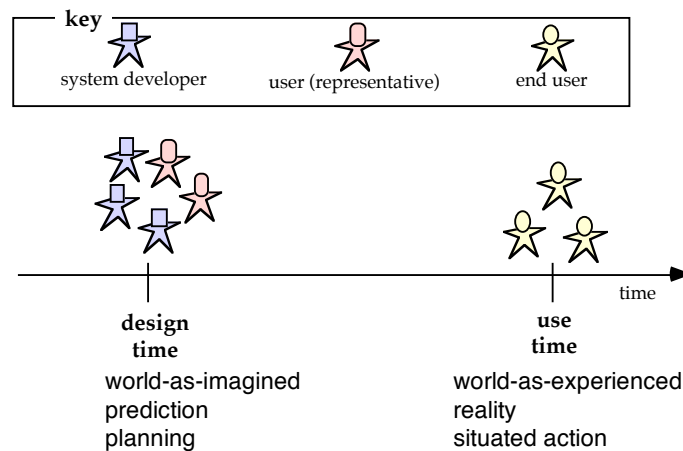 key
system developer
user (representative)
end user
time
design
time
world-as-imagined
prediction
planning
use
time
world-as-experienced
reality
situated action